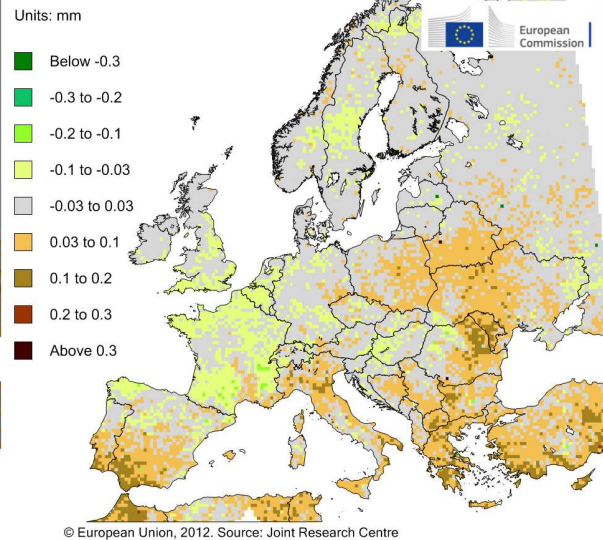 Units: mm
European
Commission
Below -0.3
-0.3 to -0.2
-0.2 to -0.1
-0.1 to -0.03
-0.03 to 0.03
0.03 to 0.1
0.1 to 0.2
0.2 to 0.3
Above 0.3
© European Union, 2012. Source: Joint Research Centre